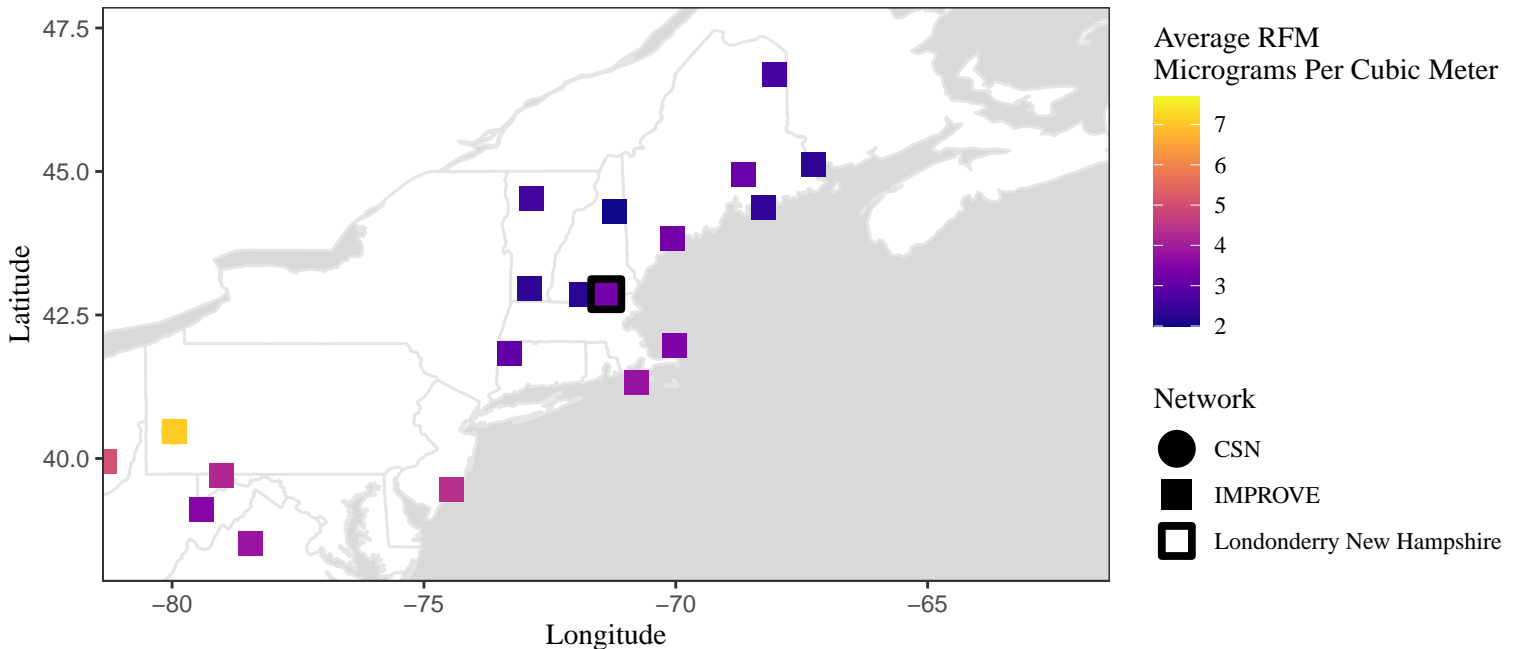 47.5
45.0
42.5
40.0
Latitude
−80
−75
−70
−65
Longitude
Average RFM
Micrograms Per Cubic Meter
7
6
5
4
3
2
Network
CSN
IMPROVE
Londonderry New Hampshire